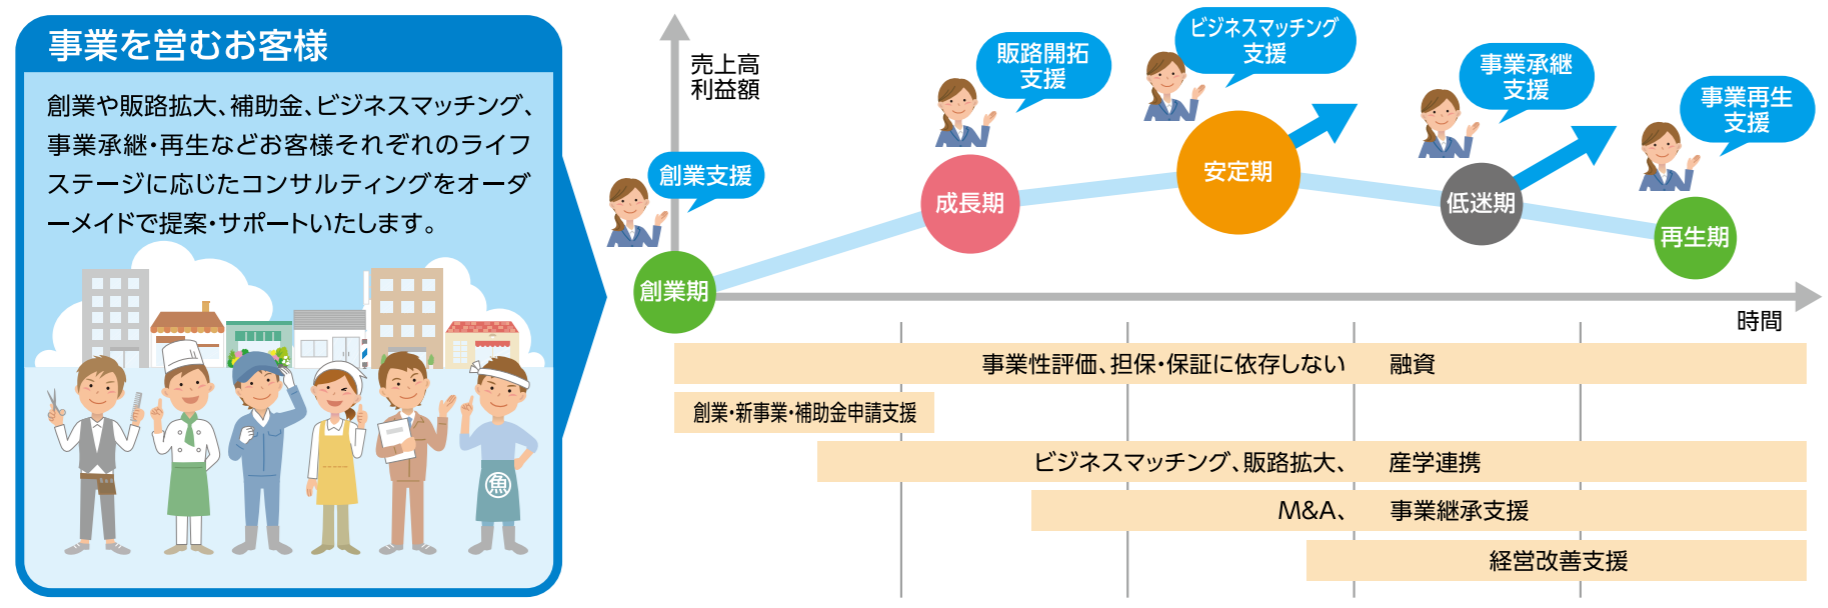 事業を営むお客様
創業や販路拡大、補助金、ビジネスマッチング、
事業承継・再生などお客様それぞれのライフ
ステージに応じたコンサルティングをオーダ
ーメイドで提案・サポートいたします。
魚
売上高
利益額
創業支援
販路開拓
支援
ビジネスマッチング
支援
事業承継
支援
事業再生
支援
創業期
成長期
安定期
低迷期
再生期
時間
事業性評価、担保・保証に依存しない 融資
創業・新事業・補助金申請支援
ビジネスマッチング、販路拡大、 産学連携
M&A、 事業継承支援
経営改善支援